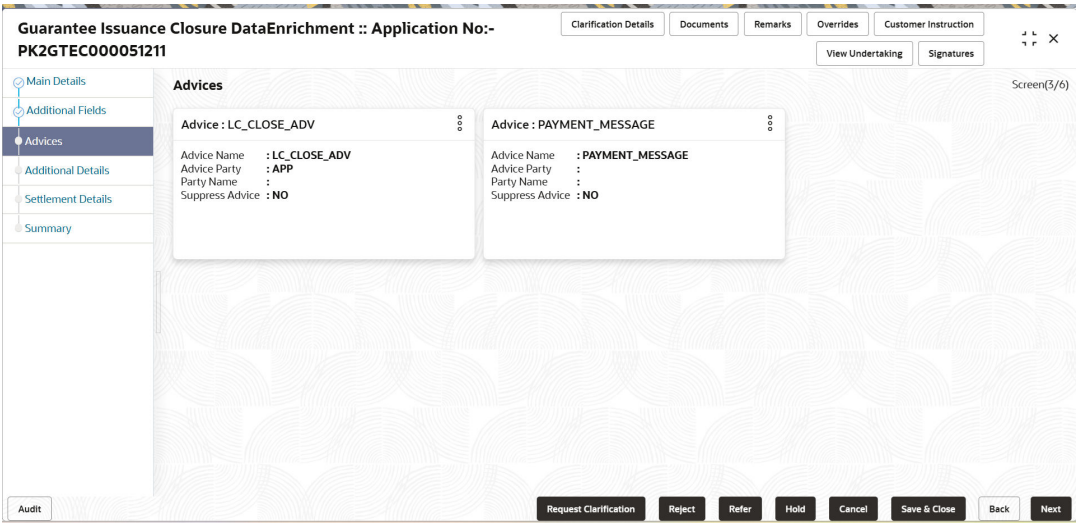 Guarantee Issuance Closure DataEnrichment :: Application No:-
PK2GTEC000051211
Clarification Details
Documents
Remarks
Overrides
Customer Instruction
View Undertaking
Signatures
Main Details
Additional Fields
Advices
Additional Details
Settlement Details
Summary
Advices
Screen(3/6)
Advice : LC_CLOSE_ADV
Advice Name : LC_CLOSE_ADV
Advice Party : APP
Party Name :
Suppress Advice : NO
Advice : PAYMENT_MESSAGE
Advice Name : PAYMENT_MESSAGE
Advice Party :
Party Name :
Suppress Advice : NO
Audit
Request Clarification
Reject
Refer
Hold
Cancel
Save & Close
Back
Next